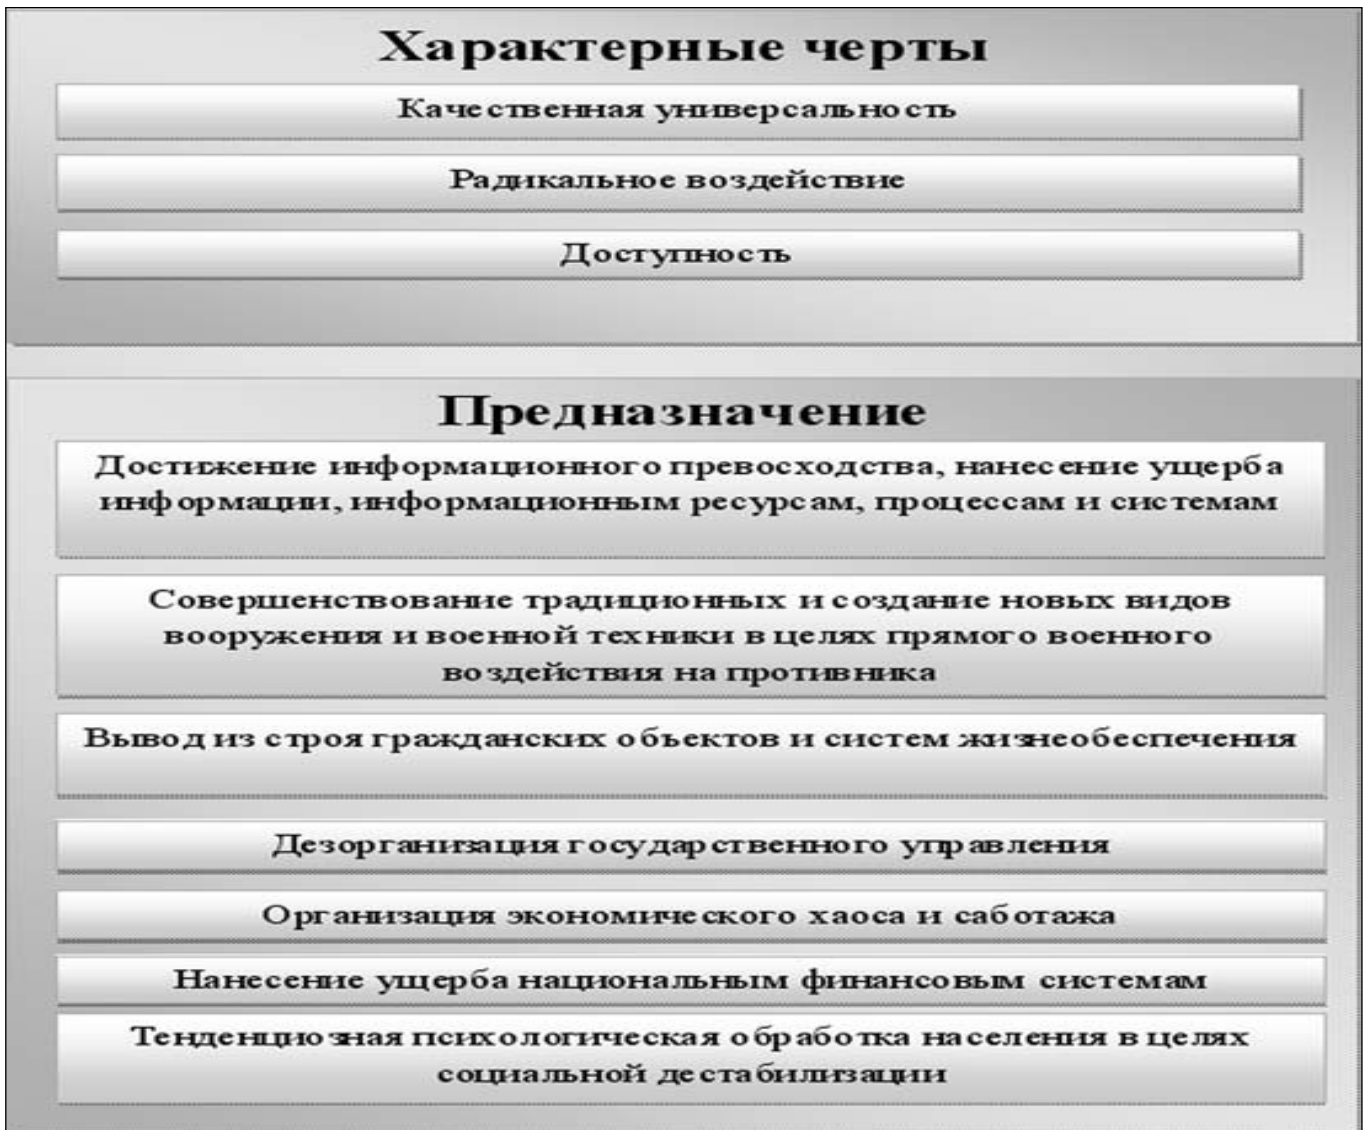 Характерные черты
Качественная универсальность
Радикальное воздействие
Доступность
Предназначение
Достижение информационного превосходства, нанесение ущерба
информации, информационным ресурсам, процессам и системам
Совершенствование традиционных и создание новых видов
вооружения и военной техники в целях прямого военного
воздействия на противника
Вывод из строя гражданских объектов и систем жизнеобеспечения
Дезорганизация государственного управления
Организация экономического хаоса и саботажа
Нанесение ущерба национальным финансовым системам
Тенденциозная психологическая обработка населения в целях
социальной дестабилизации